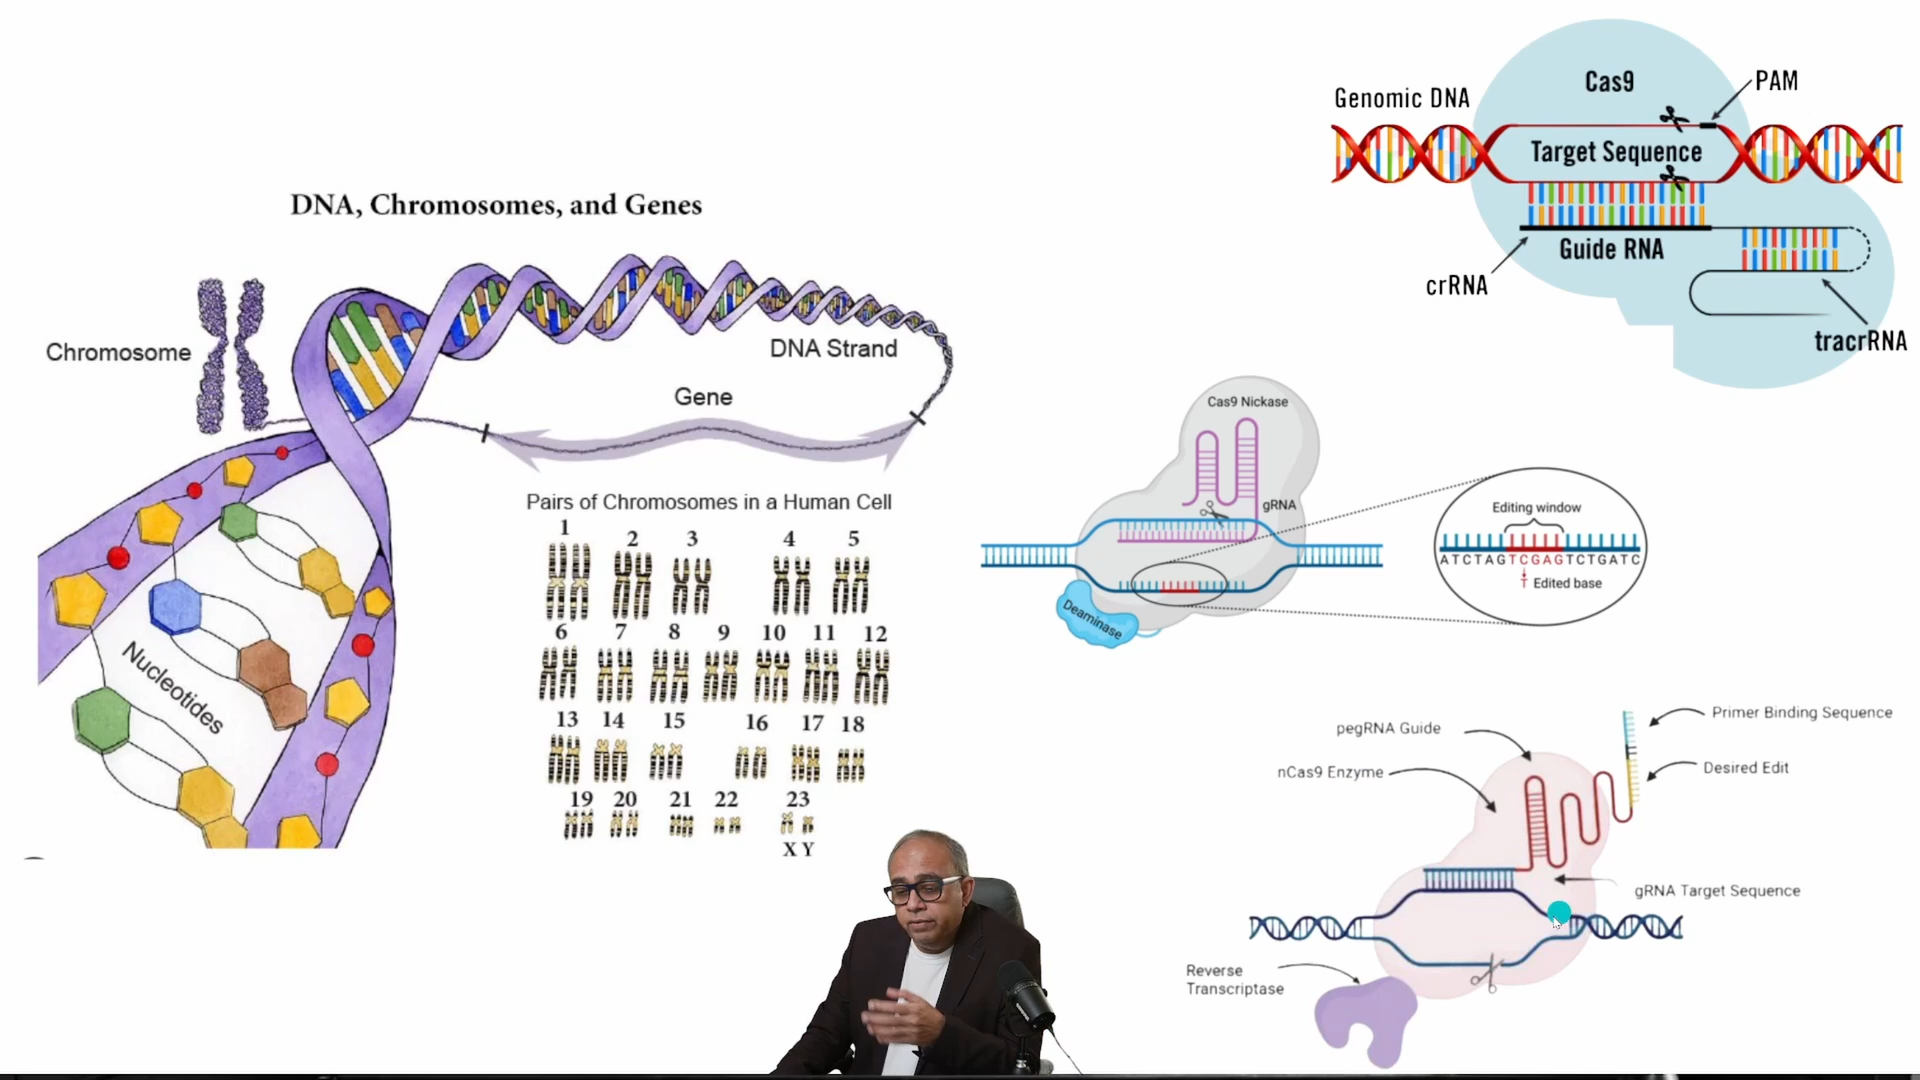 DNA, Chromosomes, and Genes
Chromosome
DNA Strand
Gene
Nucleotides
Pairs of Chromosomes in a Human Cell
1 2 3 4 5
6 7 8 9 10 11 12
13 14 15 16 17 18
19 20 21 22 23
X Y
Cas9
PAM
Genomic DNA
Target Sequence
Guide RNA
crRNA
tracrRNA
Cas9 Nickase
gRNA
Deaminase
Editing window
ATCTAGTCGAGTCTGATC
Edited base
pegRNA Guide
nCas9 Enzyme
Primer Binding Sequence
Desired Edit
gRNA Target Sequence
Reverse
Transcriptase